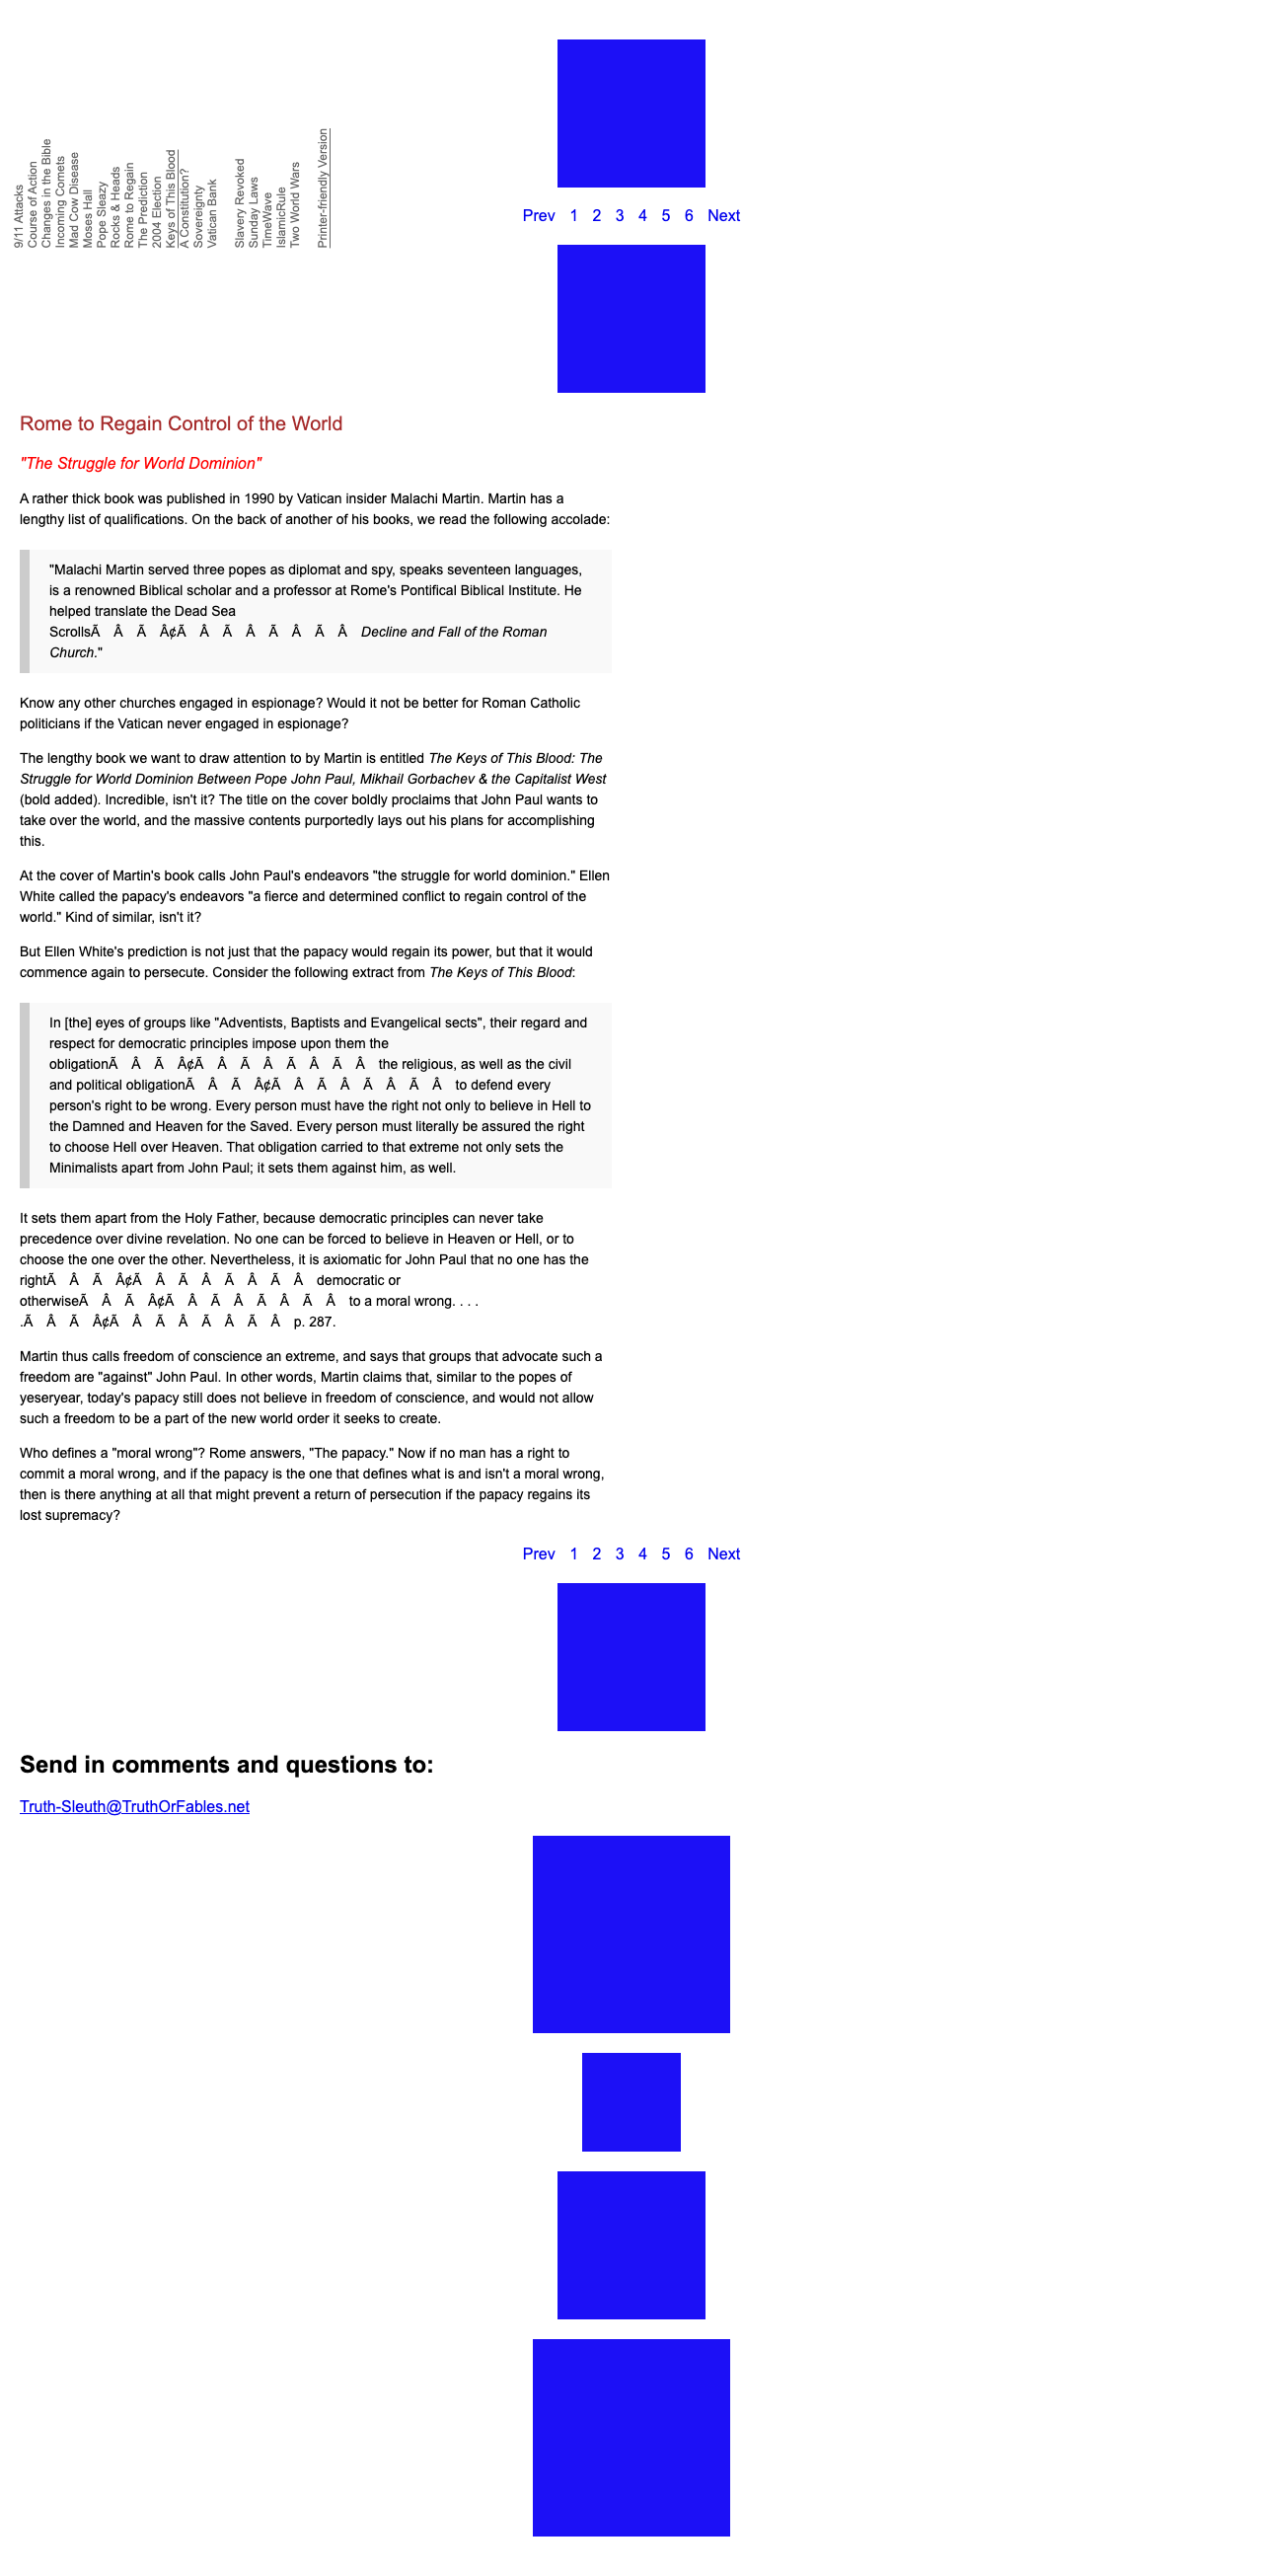 9/11 Attacks
Course of Action
Changes in the Bible
Incoming Comets
Mad Cow Disease
Moses Hall
Pope Sleazy
Rocks & Heads
Rome to Regain
The Prediction
2004 Election
Keys of This Blood
A Constitution?
Sovereignty
Vatican Bank
Slavery Revoked
Sunday Laws
TimeWave
IslamicRule
Two World Wars
Printer-friendly Version
Prev 1 2 3 4 5 6 Next
Rome to Regain Control of the World
"The Struggle for World Dominion"
A rather thick book was published in 1990 by Vatican insider Malachi Martin. Martin has a
lengthy list of qualifications. On the back of another of his books, we read the following accolade:
"Malachi Martin served three popes as diplomat and spy, speaks seventeen languages,
is a renowned Biblical scholar and a professor at Rome's Pontifical Biblical Institute. He
helped translate the Dead Sea
ScrollsÃ Â Ã Â¢Ã Â Ã Â Ã Â Ã Â Decline and Fall of the Roman
Church."
Know any other churches engaged in espionage? Would it not be better for Roman Catholic
politicians if the Vatican never engaged in espionage?
The lengthy book we want to draw attention to by Martin is entitled The Keys of This Blood: The
Struggle for World Dominion Between Pope John Paul, Mikhail Gorbachev & the Capitalist West
(bold added). Incredible, isn't it? The title on the cover boldly proclaims that John Paul wants to
take over the world, and the massive contents purportedly lays out his plans for accomplishing
this.
At the cover of Martin's book calls John Paul's endeavors "the struggle for world dominion." Ellen
White called the papacy's endeavors "a fierce and determined conflict to regain control of the
world." Kind of similar, isn't it?
But Ellen White's prediction is not just that the papacy would regain its power, but that it would
commence again to persecute. Consider the following extract from The Keys of This Blood:
In [the] eyes of groups like "Adventists, Baptists and Evangelical sects", their regard and
respect for democratic principles impose upon them the
obligationÃ Â Ã Â¢Ã Â Ã Â Ã Â Ã Â the religious, as well as the civil
and political obligationÃ Â Ã Â¢Ã Â Ã Â Ã Â Ã Â to defend every
person's right to be wrong. Every person must have the right not only to believe in Hell to
the Damned and Heaven for the Saved. Every person must literally be assured the right
to choose Hell over Heaven. That obligation carried to that extreme not only sets the
Minimalists apart from John Paul; it sets them against him, as well.
It sets them apart from the Holy Father, because democratic principles can never take
precedence over divine revelation. No one can be forced to believe in Heaven or Hell, or to
choose the one over the other. Nevertheless, it is axiomatic for John Paul that no one has the
rightÃ Â Ã Â¢Ã Â Ã Â Ã Â Ã Â democratic or
otherwiseÃ Â Ã Â¢Ã Â Ã Â Ã Â Ã Â to a moral wrong. . . .
.Ã Â Ã Â¢Ã Â Ã Â Ã Â Ã Â p. 287.
Martin thus calls freedom of conscience an extreme, and says that groups that advocate such a
freedom are "against" John Paul. In other words, Martin claims that, similar to the popes of
yeseryear, today's papacy still does not believe in freedom of conscience, and would not allow
such a freedom to be a part of the new world order it seeks to create.
Who defines a "moral wrong"? Rome answers, "The papacy." Now if no man has a right to
commit a moral wrong, and if the papacy is the one that defines what is and isn't a moral wrong,
then is there anything at all that might prevent a return of persecution if the papacy regains its
lost supremacy?
Prev 1 2 3 4 5 6 Next
Send in comments and questions to:
Truth-Sleuth@TruthOrFables.net